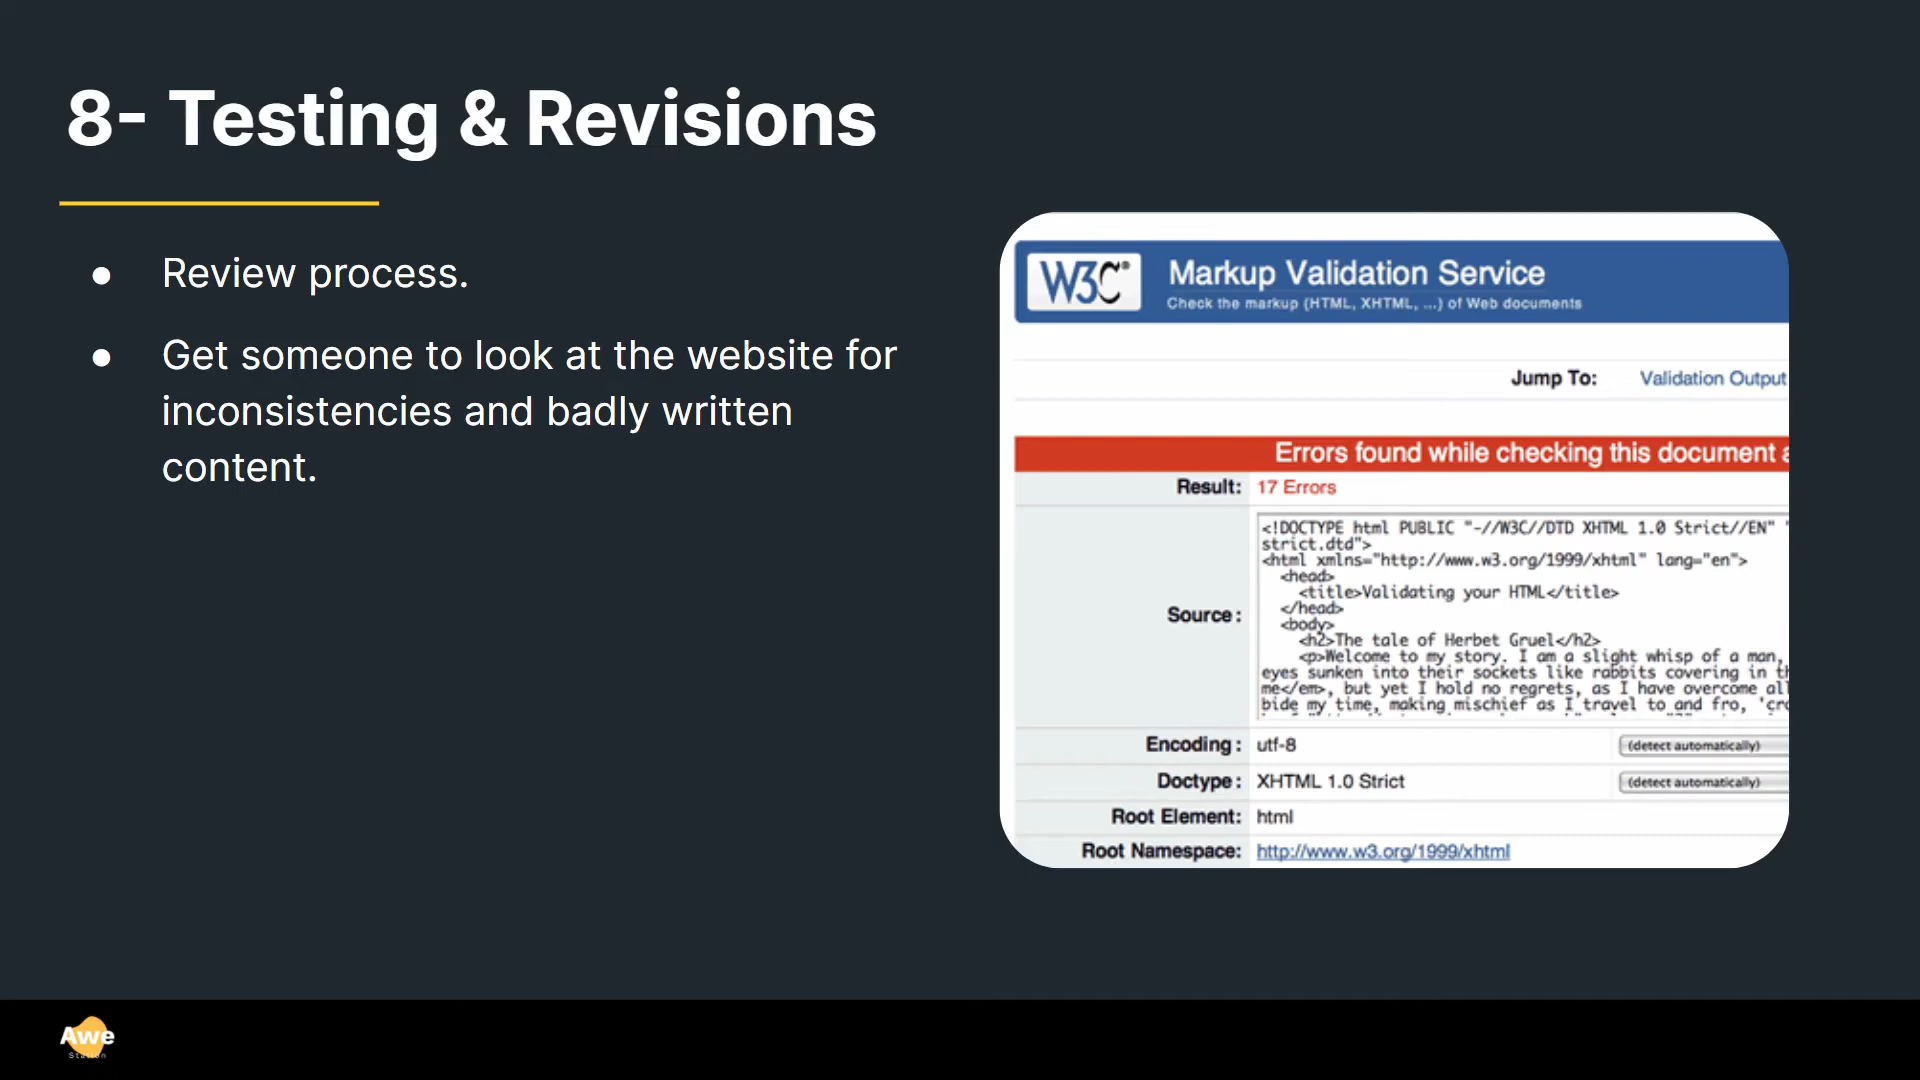 8- Testing & Revisions
● Review process.
● Get someone to look at the website for
inconsistencies and badly written
content.
W3C®
Markup Validation Service
Check the markup (HTML, XHTML, ...) of Web documents
Jump To: Validation Output
Errors found while checking this document
Result: 17 Errors
Source:
<!DOCTYPE html PUBLIC "-//W3C//DTD XHTML 1.0 Strict//EN" "
strict.dtd">
<html xmlns="http://www.w3.org/1999/xhtml" lang="en">
<head>
<title>Validating your HTML</title>
</head>
<body>
<h2>The tale of Herbet Gruel</h2>
<p>Welcome to my story. I am a slight whisp of a man,
eyes sunken into their sockets like rabbits covering in
me</em>, but yet I hold no regrets, as I have overcome
bide my time, making mischief as I travel to and fro,
Encoding: utf-8 (detect automatically)
Doctype: XHTML 1.0 Strict (detect automatically)
Root Element: html
Root Namespace: http://www.w3.org/1999/xhtml
Awe
Station